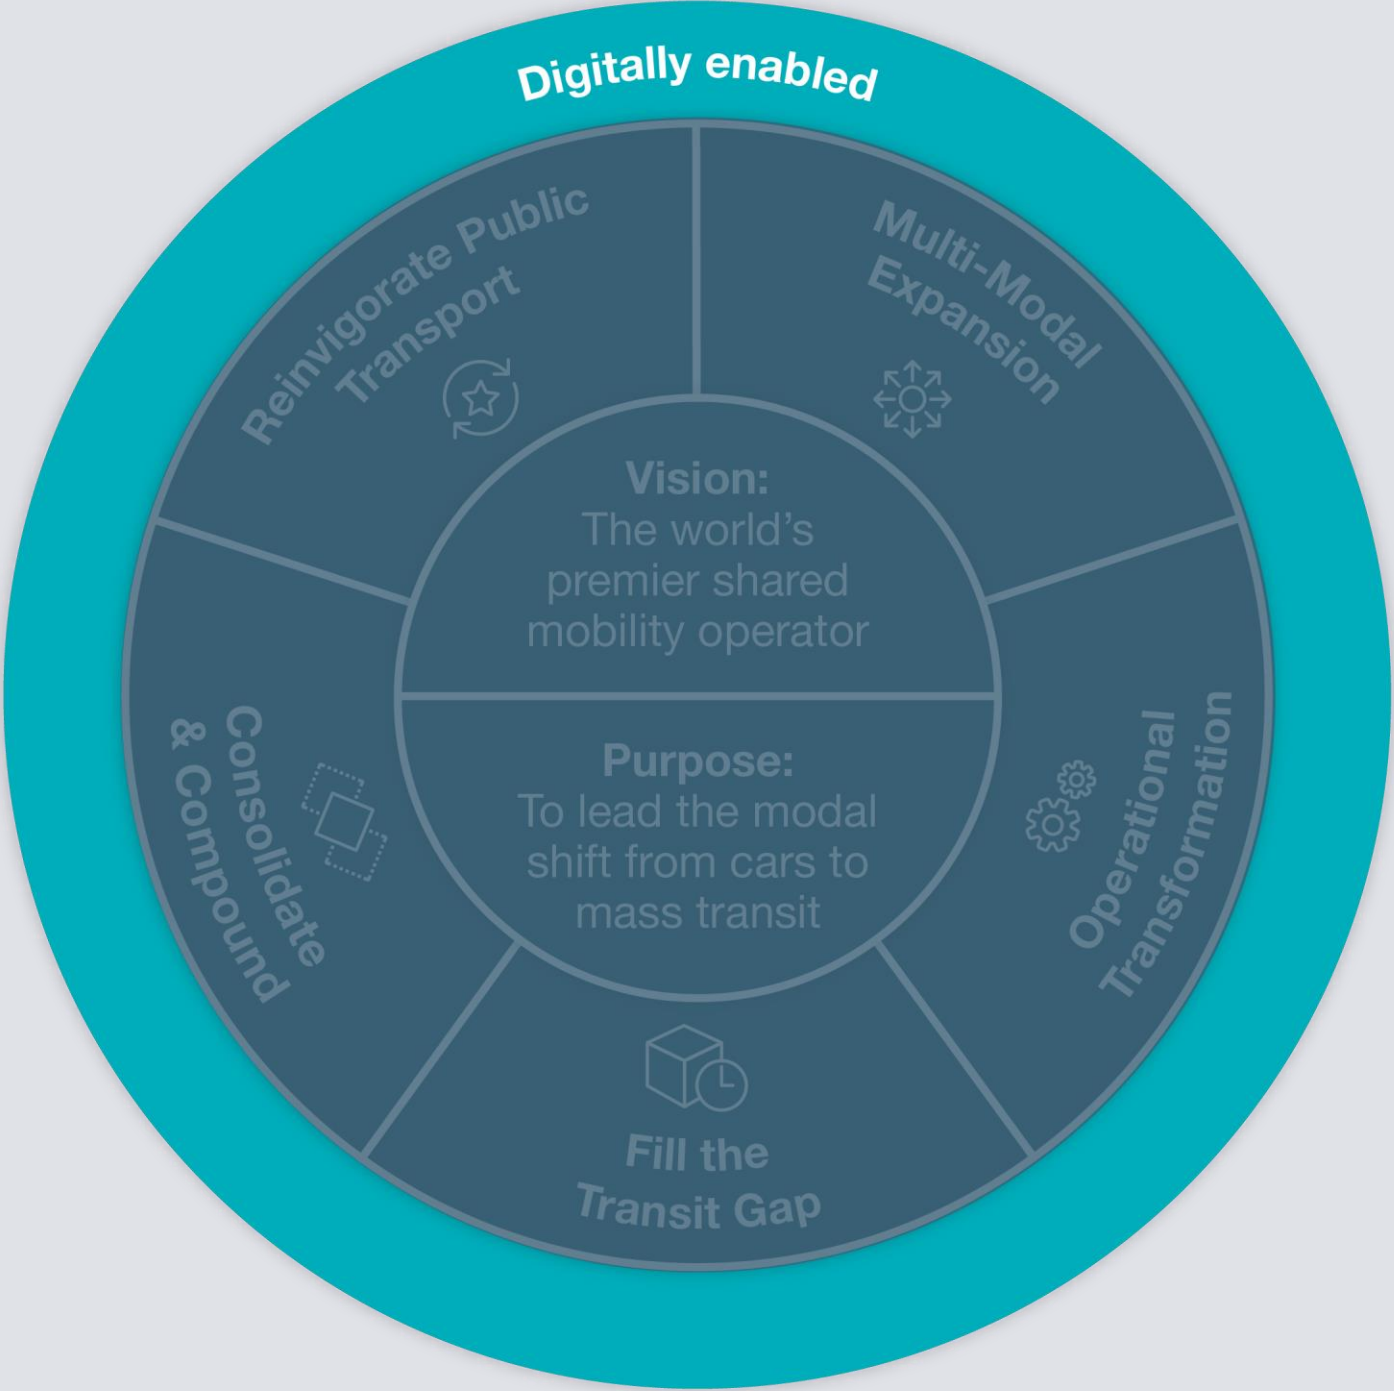 Digitally enabled
Reinvigorate Public
Transport
Multi-Modal
Expansion
Vision:
The world’s
premier shared
mobility operator
Purpose:
To lead the modal
shift from cars to
mass transit
Consolidate
& Compound
Operational
Transformation
Fill the
Transit Gap